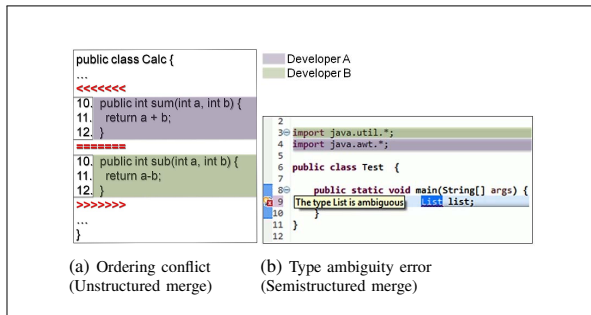 public class Calc {
...
<<<<<<<
10. public int sum(int a, int b) {
11. return a + b;
12. }
=======
10. public int sub(int a, int b) {
11. return a-b;
12. }
>>>>>>>
...
}
(a) Ordering conflict
(Unstructured merge)
Developer A
Developer B
2
3 import java.util.*;
4 import java.awt.*;
5
6 public class Test {
7
8 public static void main(String[] args) {
9 The type List is ambiguous List list;
10 }
11 }
12
(b) Type ambiguity error
(Semistructured merge)